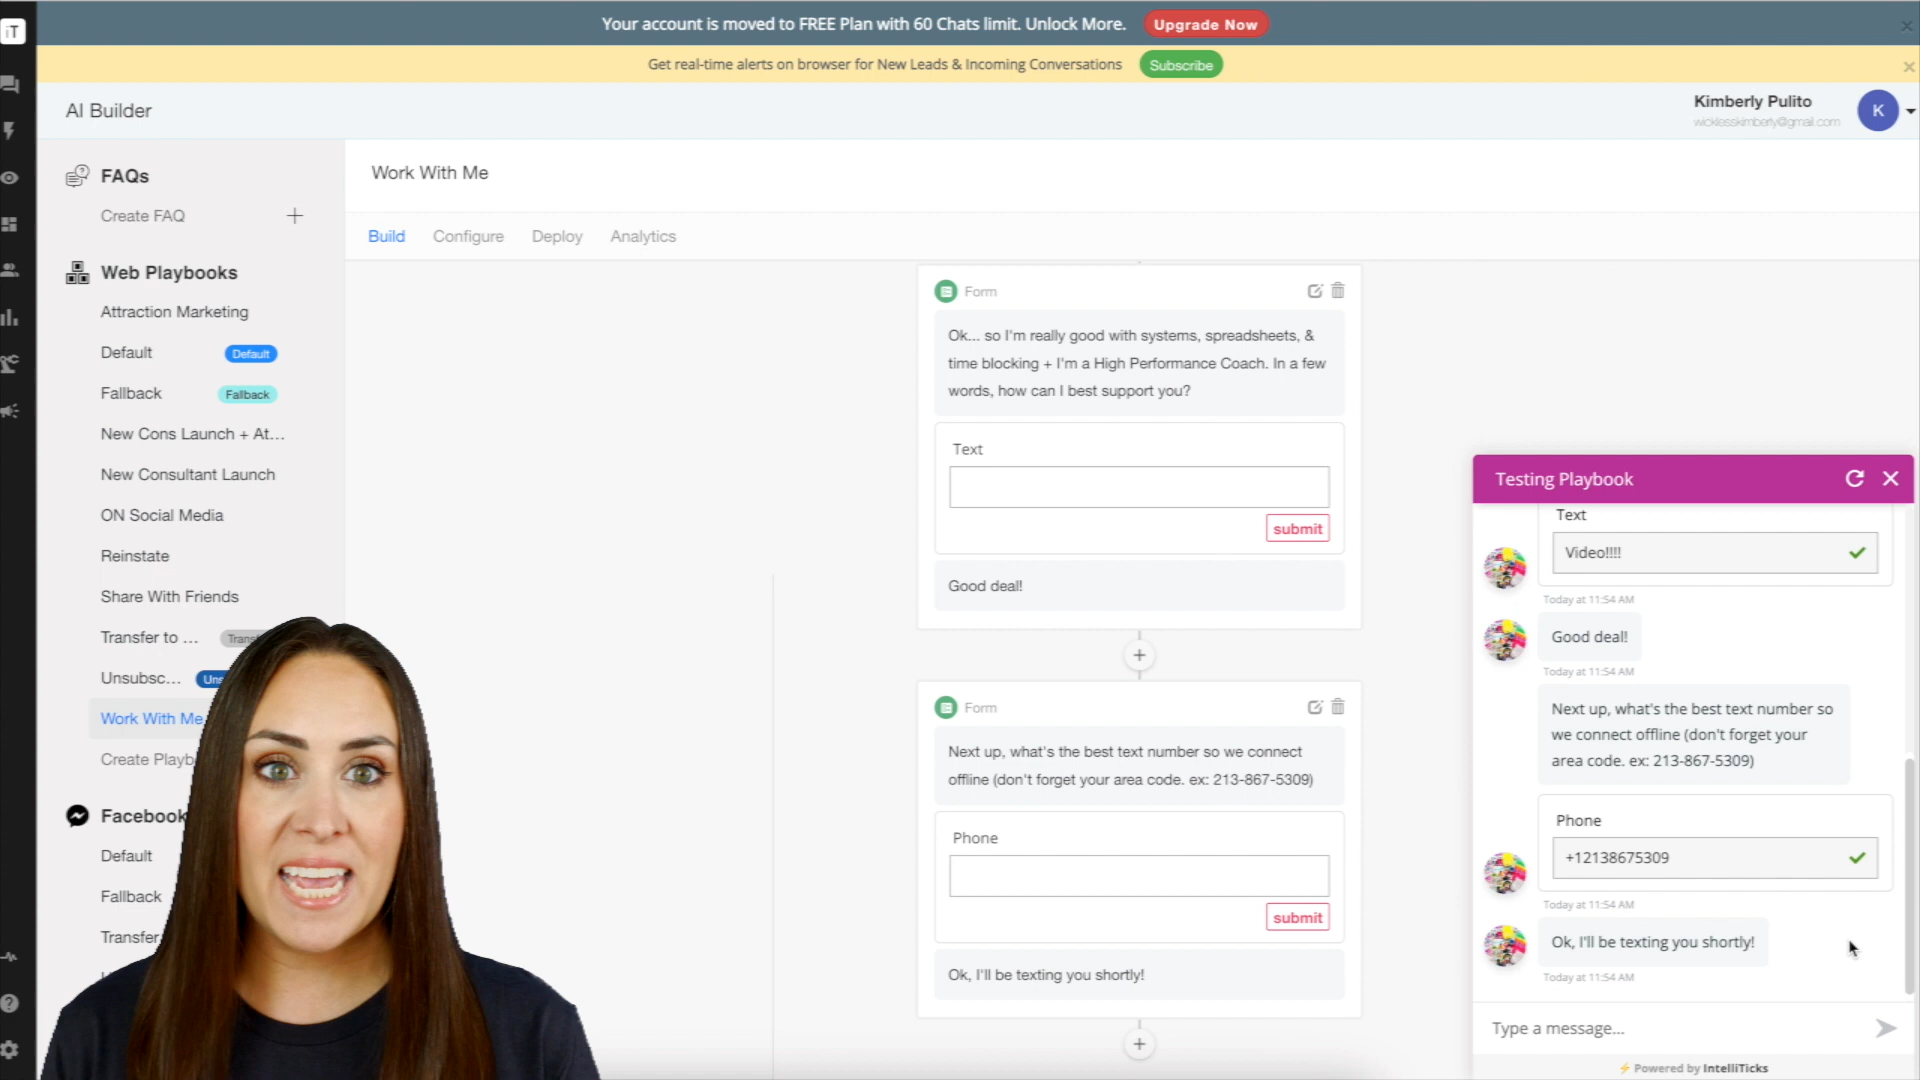 iT
Your account is moved to FREE Plan with 60 Chats limit. Unlock More. Upgrade Now
Get real-time alerts on browser for New Leads & Incoming Conversations Subscribe
AI Builder
Kimberly Pulito
wicklesskimberly@gmail.com
K
FAQs
Create FAQ
Web Playbooks
Attraction Marketing
Default Default
Fallback Fallback
New Cons Launch + At...
New Consultant Launch
ON Social Media
Reinstate
Share With Friends
Transfer to ... Trans
Unsubsc... Uns
Work With Me
Create Playb
Facebook
Default
Fallback
Transfer
Work With Me
Build Configure Deploy Analytics
Form
Ok... so I'm really good with systems, spreadsheets, &
time blocking + I'm a High Performance Coach. In a few
words, how can I best support you?
Text
submit
Good deal!
Form
Next up, what's the best text number so we connect
offline (don't forget your area code. ex: 213-867-5309)
Phone
submit
Ok, I'll be texting you shortly!
Testing Playbook
Text
Video!!!!
Today at 11:54 AM
Good deal!
Today at 11:54 AM
Next up, what's the best text number so
we connect offline (don't forget your
area code. ex: 213-867-5309)
Phone
+12138675309
Today at 11:54 AM
Ok, I'll be texting you shortly!
Today at 11:54 AM
Type a message...
Powered by IntelliTicks